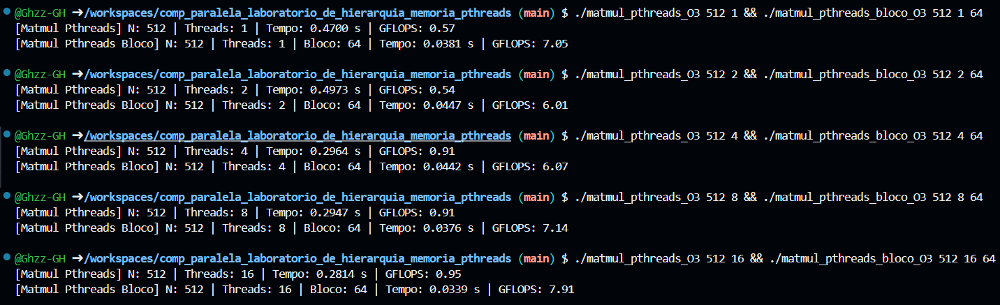 @Ghzz-GH ➜/workspaces/comp_paralela_laboratorio_de_hierarquia_memoria_pthreads (main) $ ./matmul_pthreads_O3 512 1 && ./matmul_pthreads_bloco_O3 512 1 64
[Matmul Pthreads] N: 512 | Threads: 1 | Tempo: 0.4700 s | GFLOPS: 0.57
[Matmul Pthreads Bloco] N: 512 | Threads: 1 | Bloco: 64 | Tempo: 0.0381 s | GFLOPS: 7.05
@Ghzz-GH ➜/workspaces/comp_paralela_laboratorio_de_hierarquia_memoria_pthreads (main) $ ./matmul_pthreads_O3 512 2 && ./matmul_pthreads_bloco_O3 512 2 64
[Matmul Pthreads] N: 512 | Threads: 2 | Tempo: 0.4973 s | GFLOPS: 0.54
[Matmul Pthreads Bloco] N: 512 | Threads: 2 | Bloco: 64 | Tempo: 0.0447 s | GFLOPS: 6.01
@Ghzz-GH ➜/workspaces/comp_paralela_laboratorio_de_hierarquia_memoria_pthreads (main) $ ./matmul_pthreads_O3 512 4 && ./matmul_pthreads_bloco_O3 512 4 64
[Matmul Pthreads] N: 512 | Threads: 4 | Tempo: 0.2964 s | GFLOPS: 0.91
[Matmul Pthreads Bloco] N: 512 | Threads: 4 | Bloco: 64 | Tempo: 0.0442 s | GFLOPS: 6.07
@Ghzz-GH ➜/workspaces/comp_paralela_laboratorio_de_hierarquia_memoria_pthreads (main) $ ./matmul_pthreads_O3 512 8 && ./matmul_pthreads_bloco_O3 512 8 64
[Matmul Pthreads] N: 512 | Threads: 8 | Tempo: 0.2947 s | GFLOPS: 0.91
[Matmul Pthreads Bloco] N: 512 | Threads: 8 | Bloco: 64 | Tempo: 0.0376 s | GFLOPS: 7.14
@Ghzz-GH ➜/workspaces/comp_paralela_laboratorio_de_hierarquia_memoria_pthreads (main) $ ./matmul_pthreads_O3 512 16 && ./matmul_pthreads_bloco_O3 512 16 64
[Matmul Pthreads] N: 512 | Threads: 16 | Tempo: 0.2814 s | GFLOPS: 0.95
[Matmul Pthreads Bloco] N: 512 | Threads: 16 | Bloco: 64 | Tempo: 0.0339 s | GFLOPS: 7.91